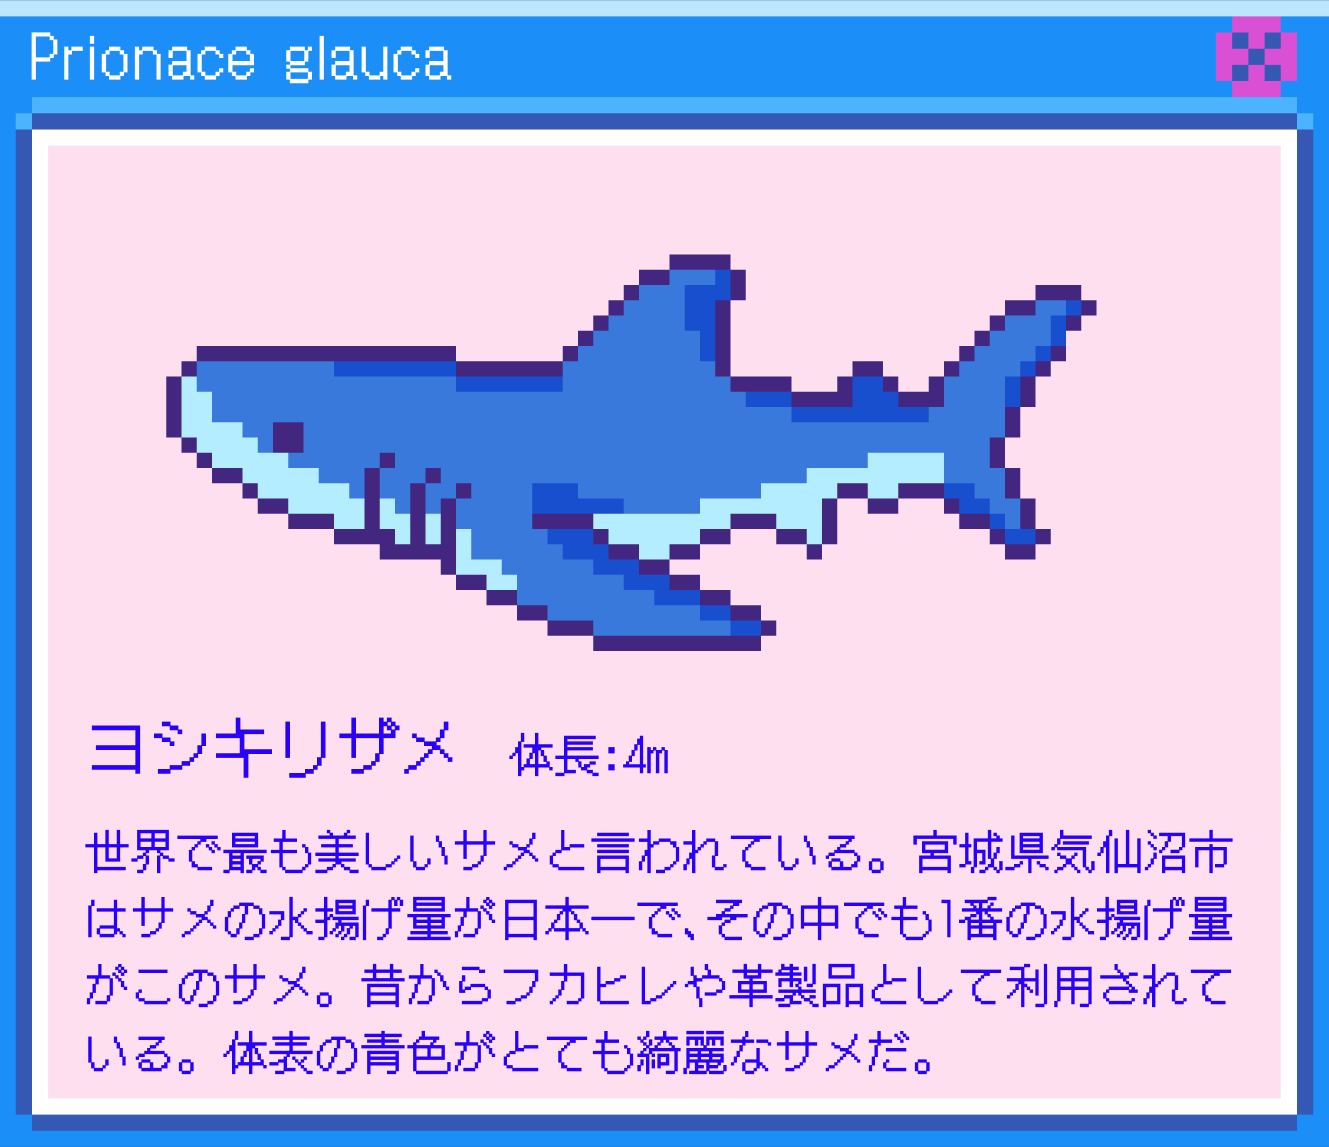 Prionace glauca
ヨシキリザメ 体長:4m
世界で最も美しいサメと言われている。宮城県気仙沼市
はサメの水揚げ量が日本一で、その中でも1番の水揚げ量
がこのサメ。昔からフカヒレや革製品として利用されて
いる。体表の青色がとても綺麗なサメだ。